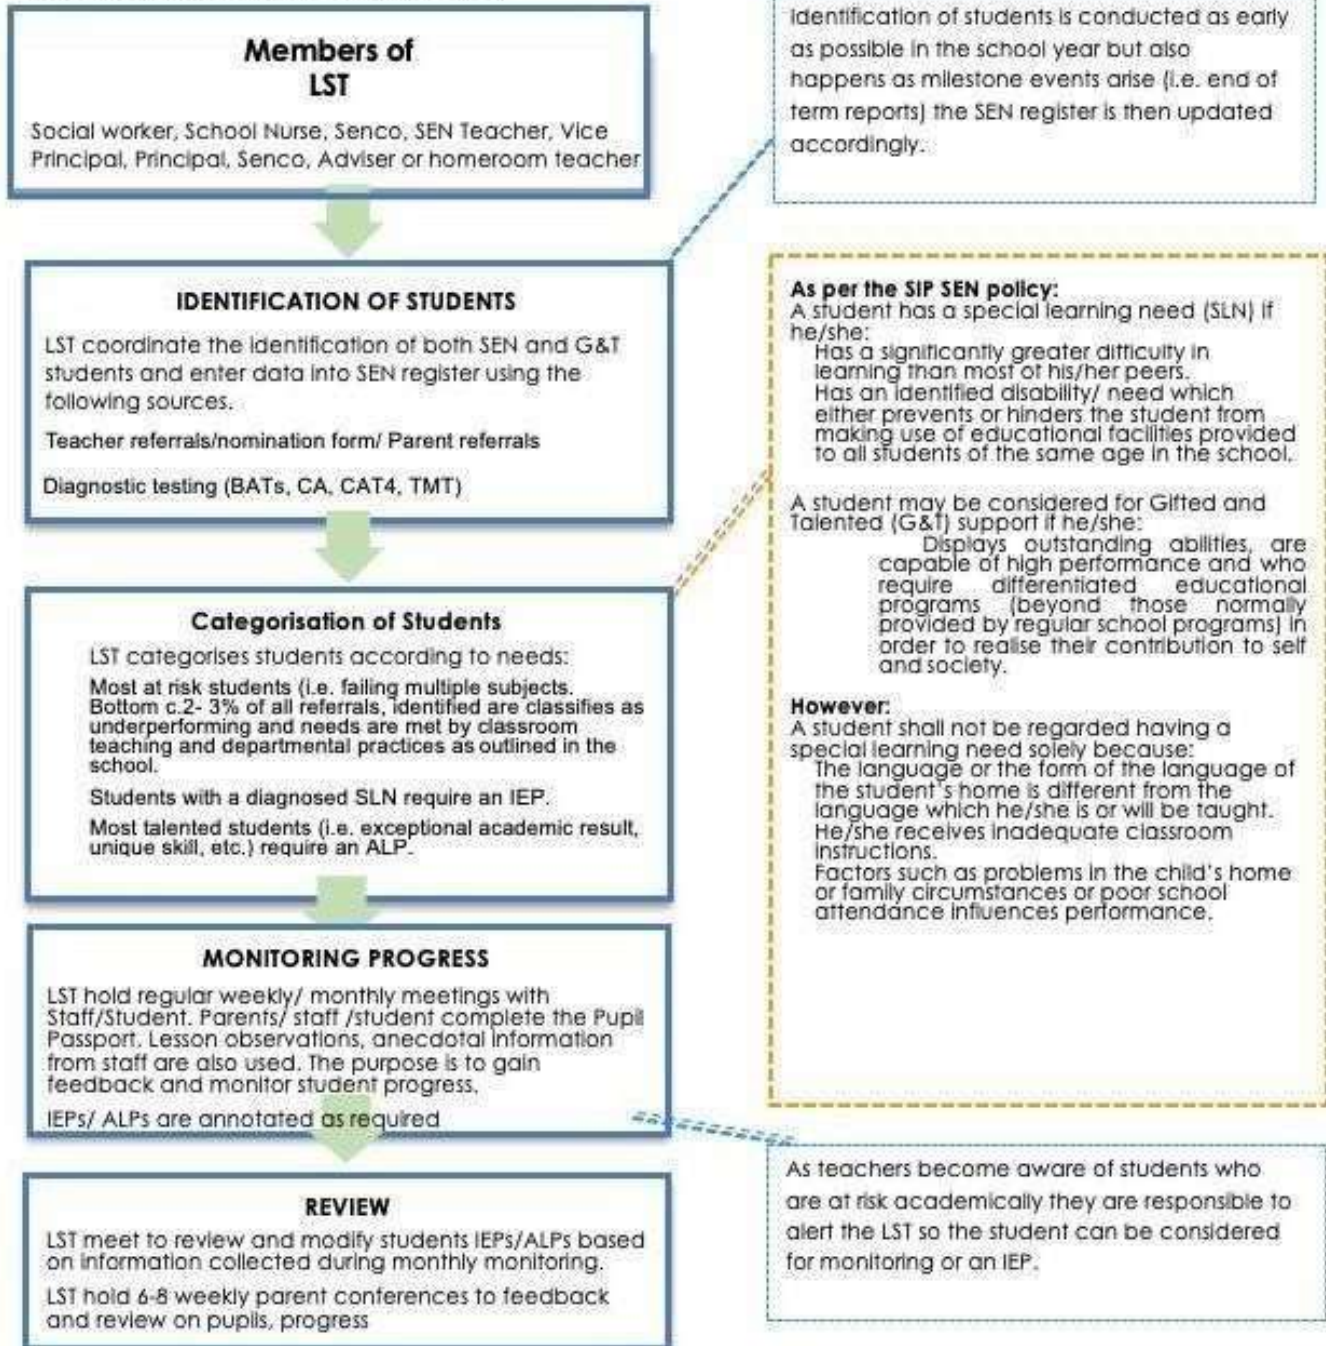 Members of
LST
Social worker, School Nurse, Senco, SEN Teacher, Vice
Principal, Principal, Senco, Adviser or homeroom teacher
identification of students is conducted as early
as possible in the school year but also
happens as milestone events arise (i.e. end of
term reports) the SEN register is then updated
accordingly.
IDENTIFICATION OF STUDENTS
LST coordinate the identification of both SEN and G&T
students and enter data into SEN register using the
following sources.
Teacher referrals/nomination form/ Parent referrals
Diagnostic testing (BATs, CA, CAT4, TMT)
Categorisation of Students
LST categorises students according to needs:
Most at risk students (i.e. failing multiple subjects.
Bottom c.2- 3% of all referrals, identified are classifies as
underperforming and needs are met by classroom
teaching and departmental practices as outlined in the
school.
Students with a diagnosed SLN require an IEP.
Most talented students (i.e. exceptional academic result,
unique skill, etc.) require an ALP.
As per the SIP SEN policy:
A student has a special learning need (SLN) if
he/she:
Has a significantly greater difficulty in
learning than most of his/her peers.
Has an identified disability/ need which
either prevents or hinders the student from
making use of educational facilities provided
to all students of the same age in the school.
A student may be considered for Gifted and
Talented (G&T) support if he/she:
Displays outstanding abilities, are
capable of high performance and who
require differentiated educational
programs (beyond those normally
provided by regular school programs) in
order to realise their contribution to self
and society.
However:
A student shall not be regarded having a
special learning need solely because:
The language or the form of the language of
the student's home is different from the
language which he/she is or will be taught.
He/she receives inadequate classroom
instructions.
Factors such as problems in the child's home
or family circumstances or poor school
attendance influences performance.
MONITORING PROGRESS
LST hold regular weekly/ monthly meetings with
Staff/Student. Parents/ staff /student complete the Pupil
Passport. Lesson observations, anecdotal information
from staff are also used. The purpose is to gain
feedback and monitor student progress.
IEPs/ ALPs are annotated as required
As teachers become aware of students who
are at risk academically they are responsible to
alert the LST so the student can be considered
for monitoring or an IEP.
REVIEW
LST meet to review and modify students IEPs/ALPs based
on information collected during monthly monitoring.
LST hold 6-8 weekly parent conferences to feedback
and review on pupils, progress